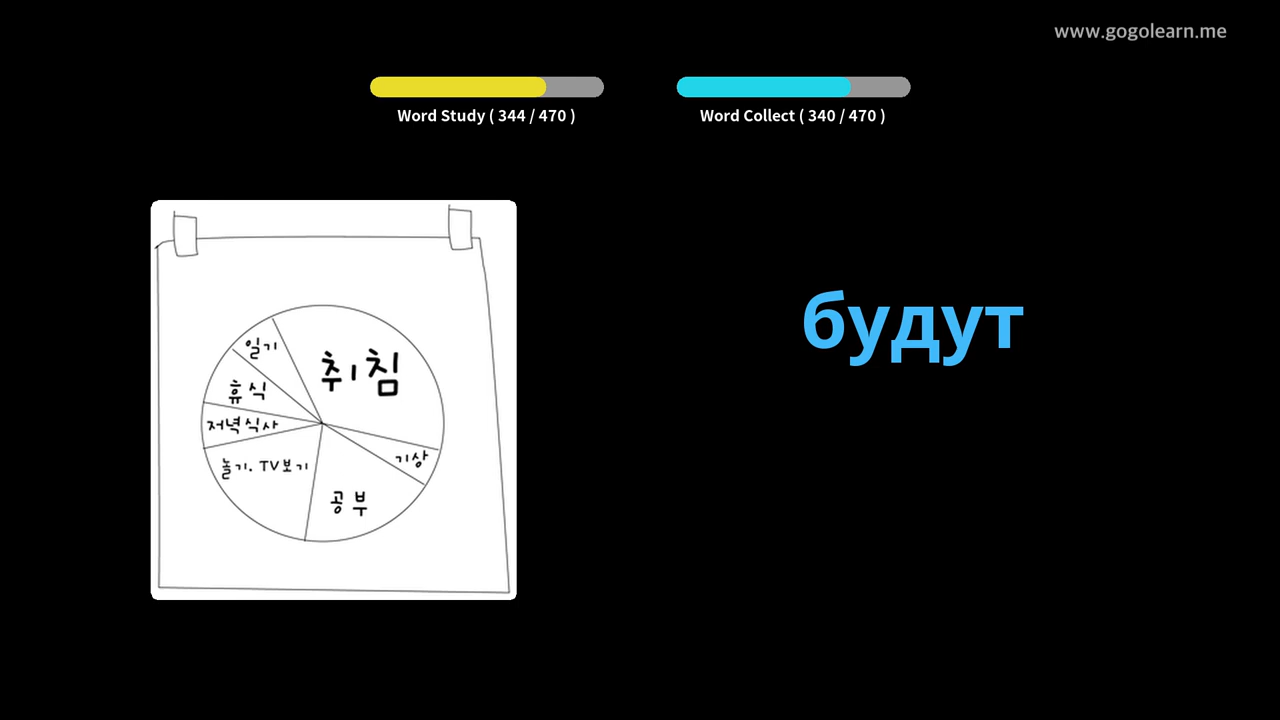 www.gogolearn.me
Word Study ( 344 / 470 )
Word Collect ( 340 / 470 )
일기
취침
휴식
저녁식사
놀기. TV보기
기상
공부
будут